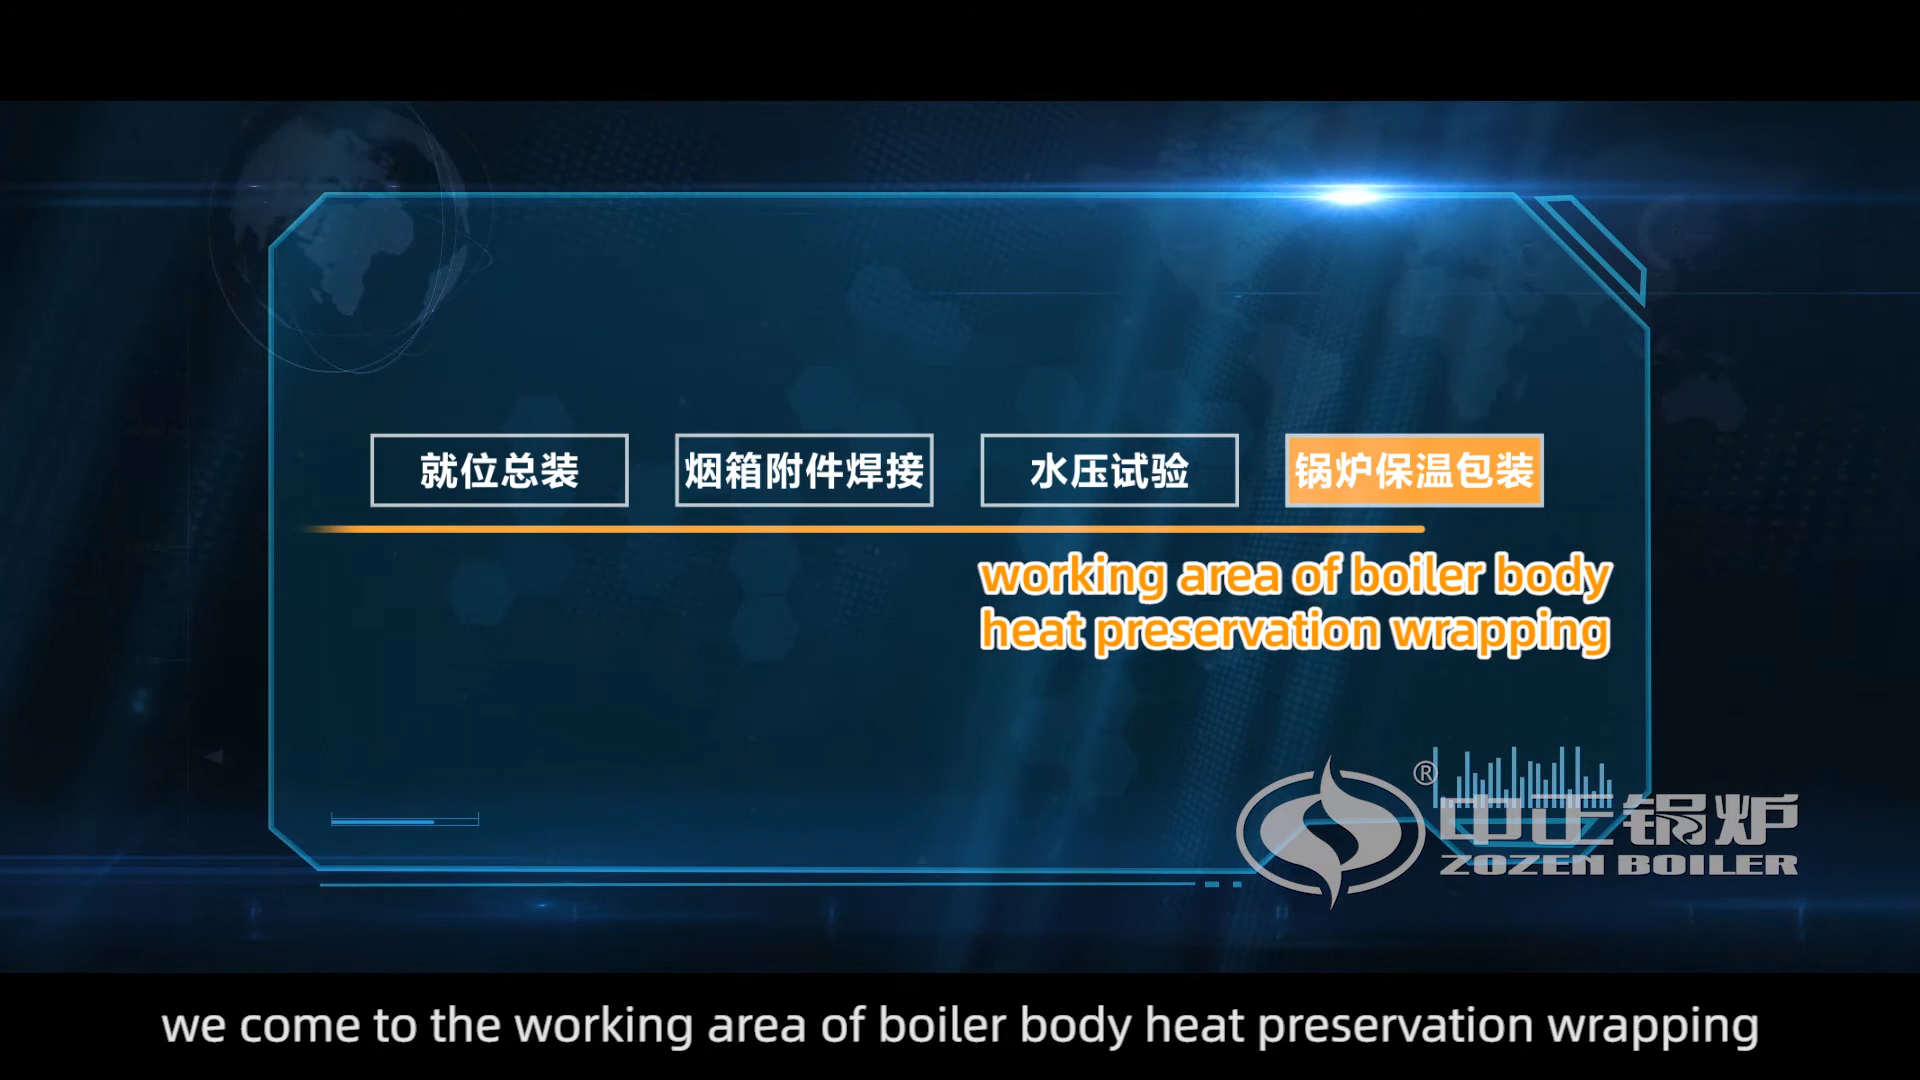 就位总装
烟箱附件焊接
水压试验
锅炉保温包装
working area of boiler body
heat preservation wrapping
®
中正锅炉
ZOZEN BOILER
we come to the working area of boiler body heat preservation wrapping